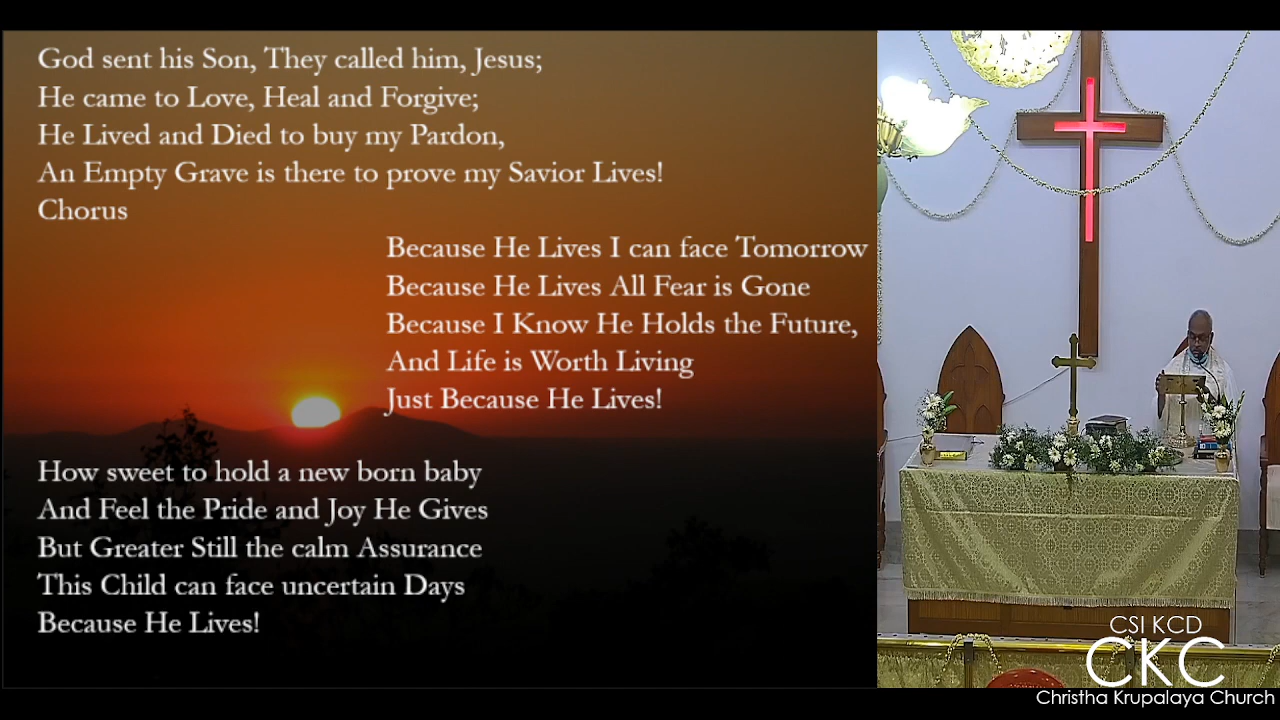 God sent his Son, They called him, Jesus;
He came to Love, Heal and Forgive;
He Lived and Died to buy my Pardon,
An Empty Grave is there to prove my Savior Lives!
Chorus
Because He Lives I can face Tomorrow
Because He Lives All Fear is Gone
Because I Know He Holds the Future,
And Life is Worth Living
Just Because He Lives!
How sweet to hold a new born baby
And Feel the Pride and Joy He Gives
But Greater Still the calm Assurance
This Child can face uncertain Days
Because He Lives!
CSI KCD
CKC
Christha Krupalaya Church